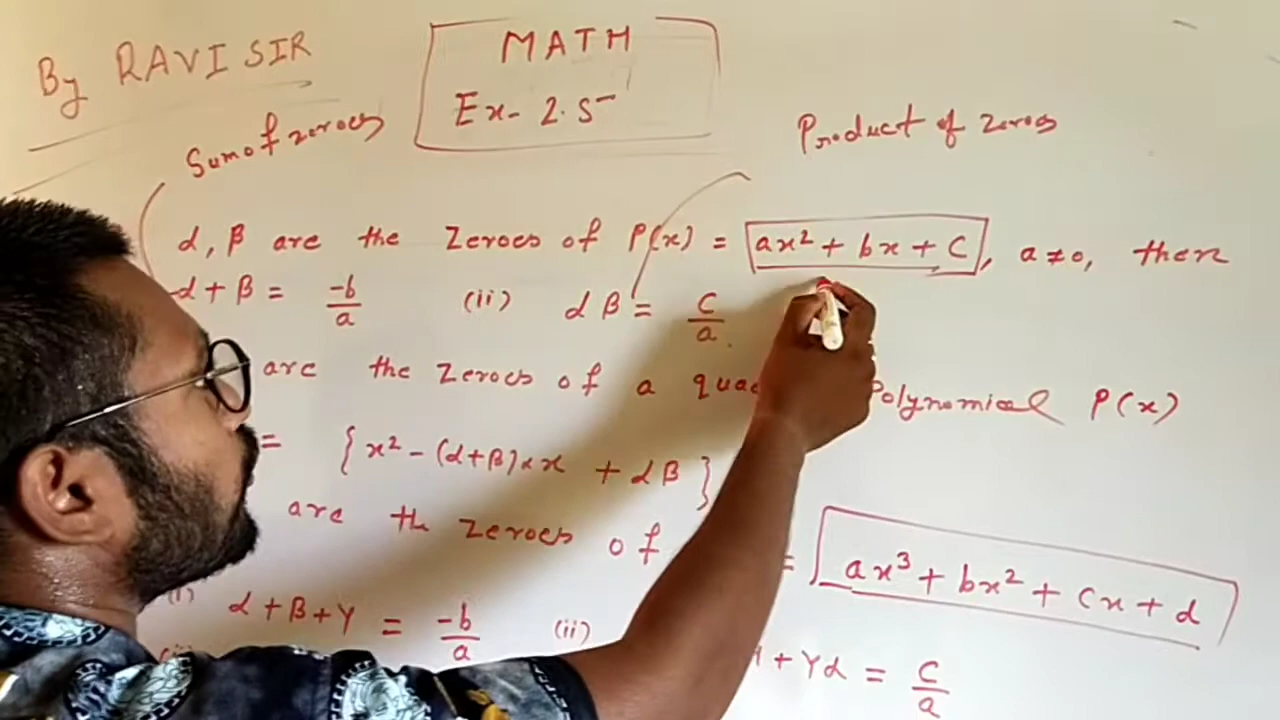 By RAVI SIR
MATH
Ex- 2.5
Sum of zeroes
Product of zeros
α, β are the Zeroes of P(x) = ax² + bx + C, a ≠ 0, then
α + β = -b/a (ii) αβ = C/a.
are the Zeroes of a Polynomial P(x)
= {x² - (α+β)×x + αβ}
are the Zeroes of = ax³ + bx² + cx + d
(i) α + β + γ = -b/a (ii) + γα = C/a